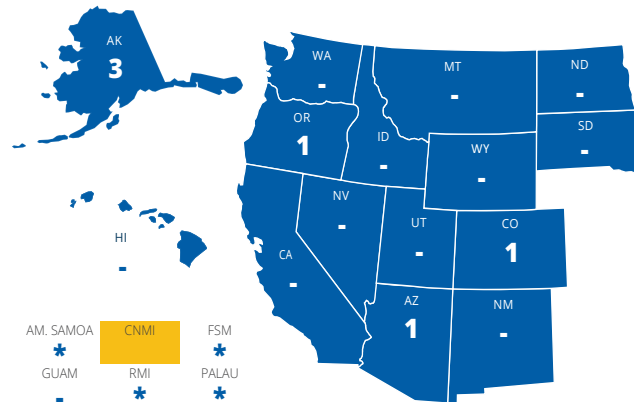 AK
3
WA
-
MT
-
ND
-
OR
1
ID
-
SD
-
WY
-
NV
-
UT
-
CO
1
HI
-
CA
-
AZ
1
NM
-
AM. SAMOA CNMI FSM
* *
GUAM RMI PALAU
- * *